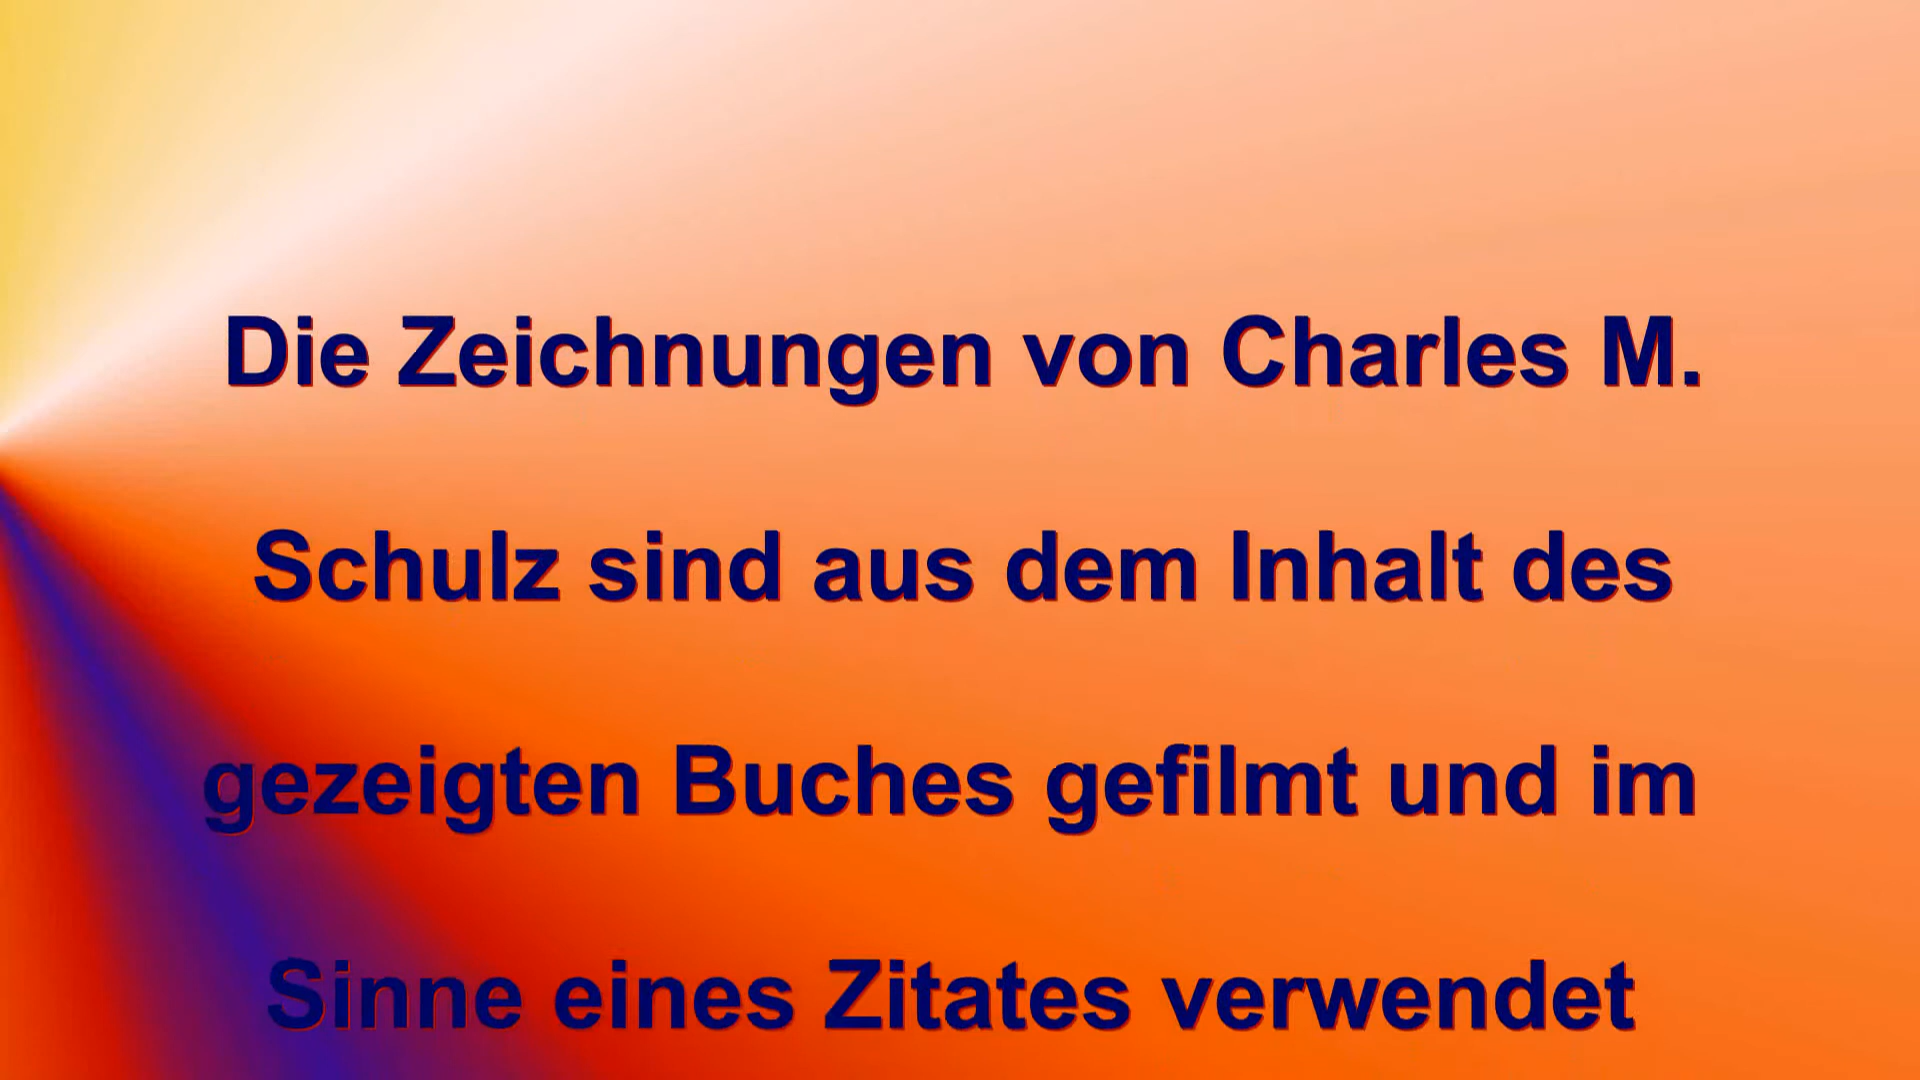 Die Zeichnungen von Charles M.
Schulz sind aus dem Inhalt des
gezeigten Buches gefilmt und im
Sinne eines Zitates verwendet